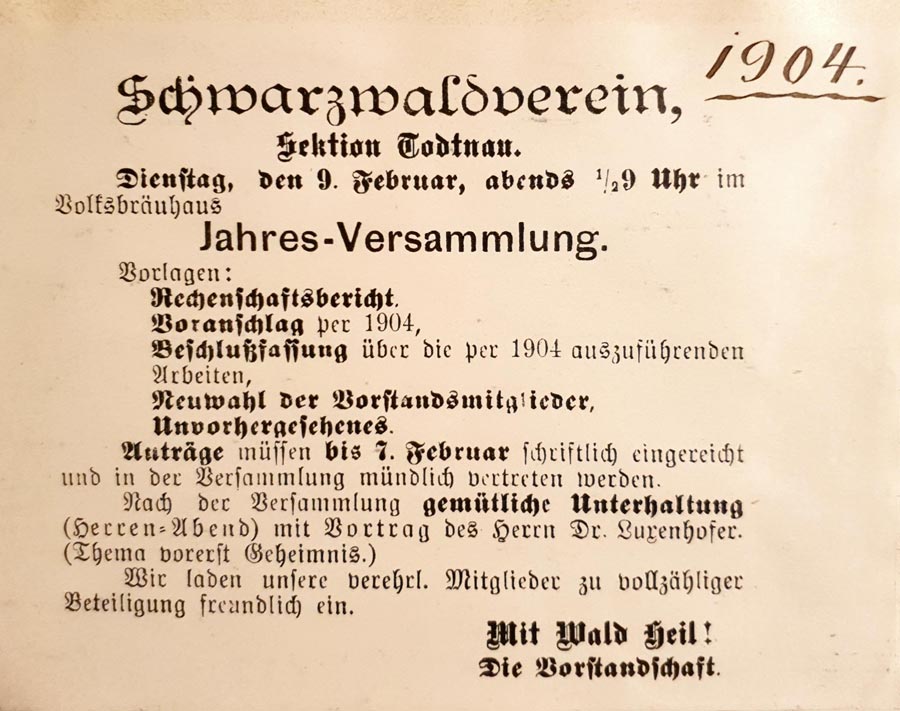 1904.
Schwarzwaldverein,
Sektion Todtnau.
Dienstag, den 9. Februar, abends 1/29 Uhr im
Volksbräuhaus
Jahres-Versammlung.
Vorlagen:
Rechenschaftsbericht.
Voranschlag per 1904,
Beschlußfassung über die per 1904 auszuführenden
Arbeiten,
Neuwahl der Vorstandsmitglieder,
Unvorhergesehenes.
Anträge müssen bis 7. Februar schriftlich eingereicht
und in der Versammlung mündlich vertreten werden.
Nach der Versammlung gemütliche Unterhaltung
(Herren-Abend) mit Vortrag des Herrn Dr. Luxenhofer.
(Thema vorerst Geheimnis.)
Wir laden unsere verehrl. Mitglieder zu vollzähliger
Beteiligung freundlich ein.
Mit Wald Heil!
Die Vorstandschaft.